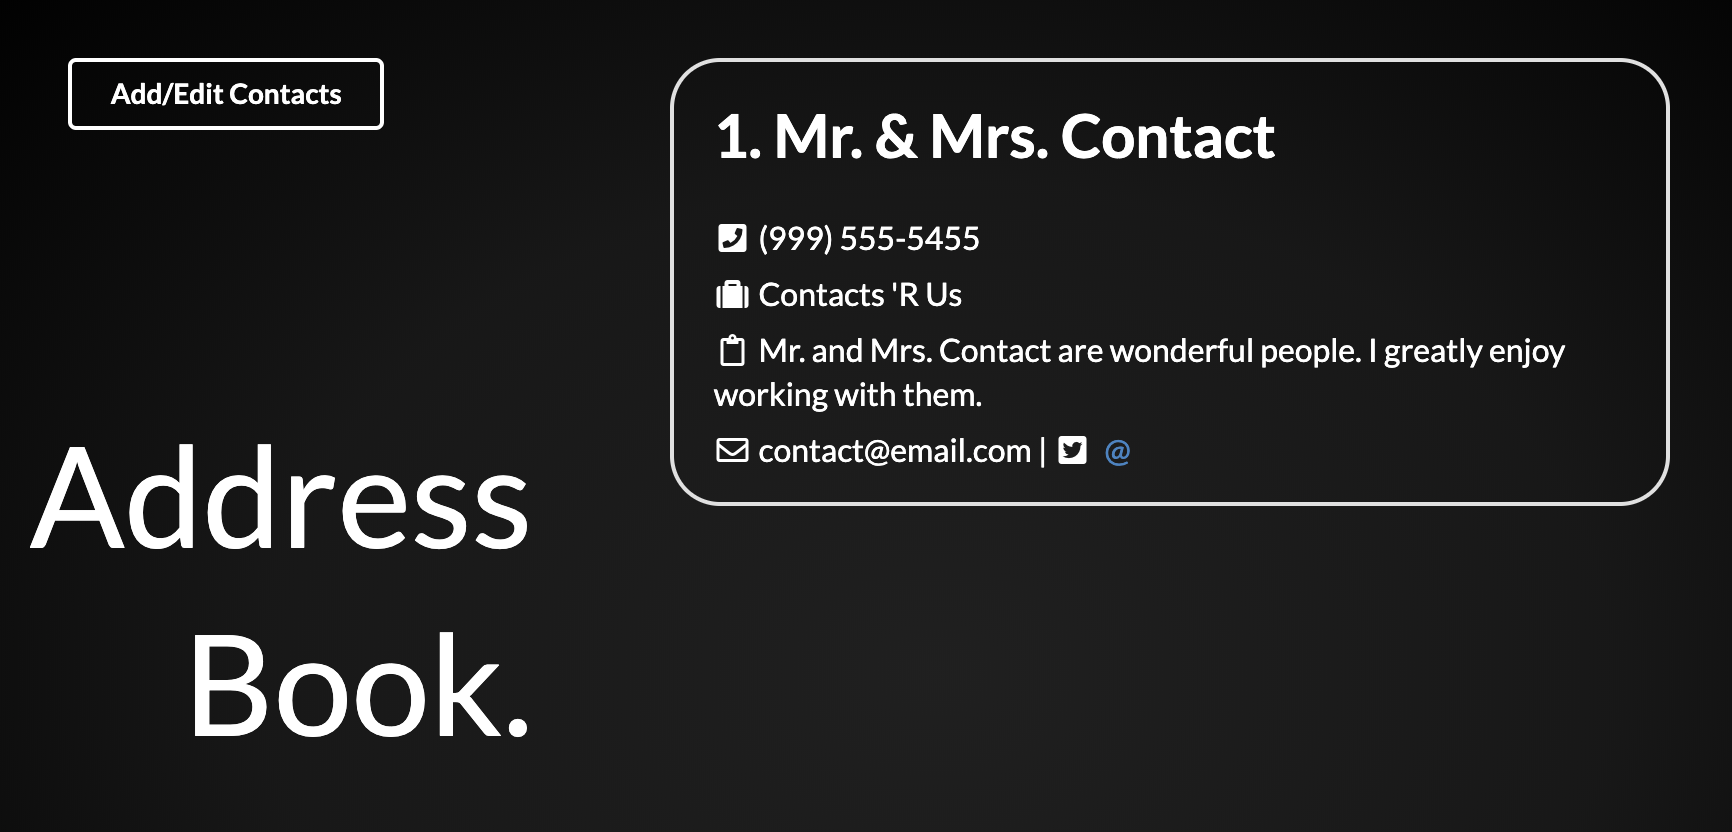 Add/Edit Contacts
Address
Book.
1. Mr. & Mrs. Contact
(999) 555-5455
Contacts 'R Us
Mr. and Mrs. Contact are wonderful people. I greatly enjoy
working with them.
contact@email.com | @